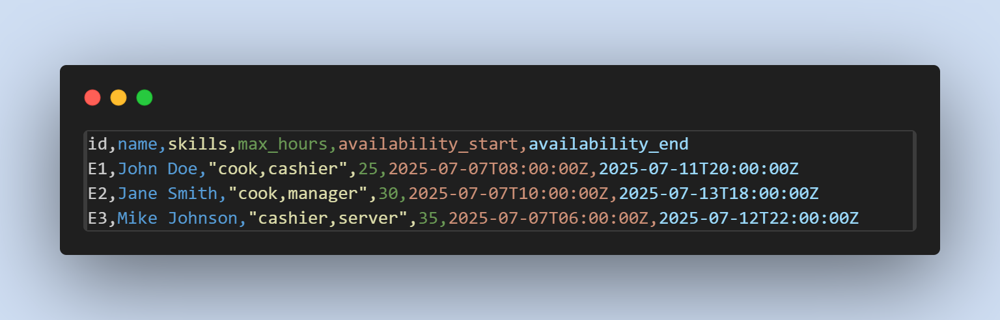 id,name,skills,max_hours,availability_start,availability_end
E1,John Doe,"cook,cashier",25,2025-07-07T08:00:00Z,2025-07-11T20:00:00Z
E2,Jane Smith,"cook,manager",30,2025-07-07T10:00:00Z,2025-07-13T18:00:00Z
E3,Mike Johnson,"cashier,server",35,2025-07-07T06:00:00Z,2025-07-12T22:00:00Z